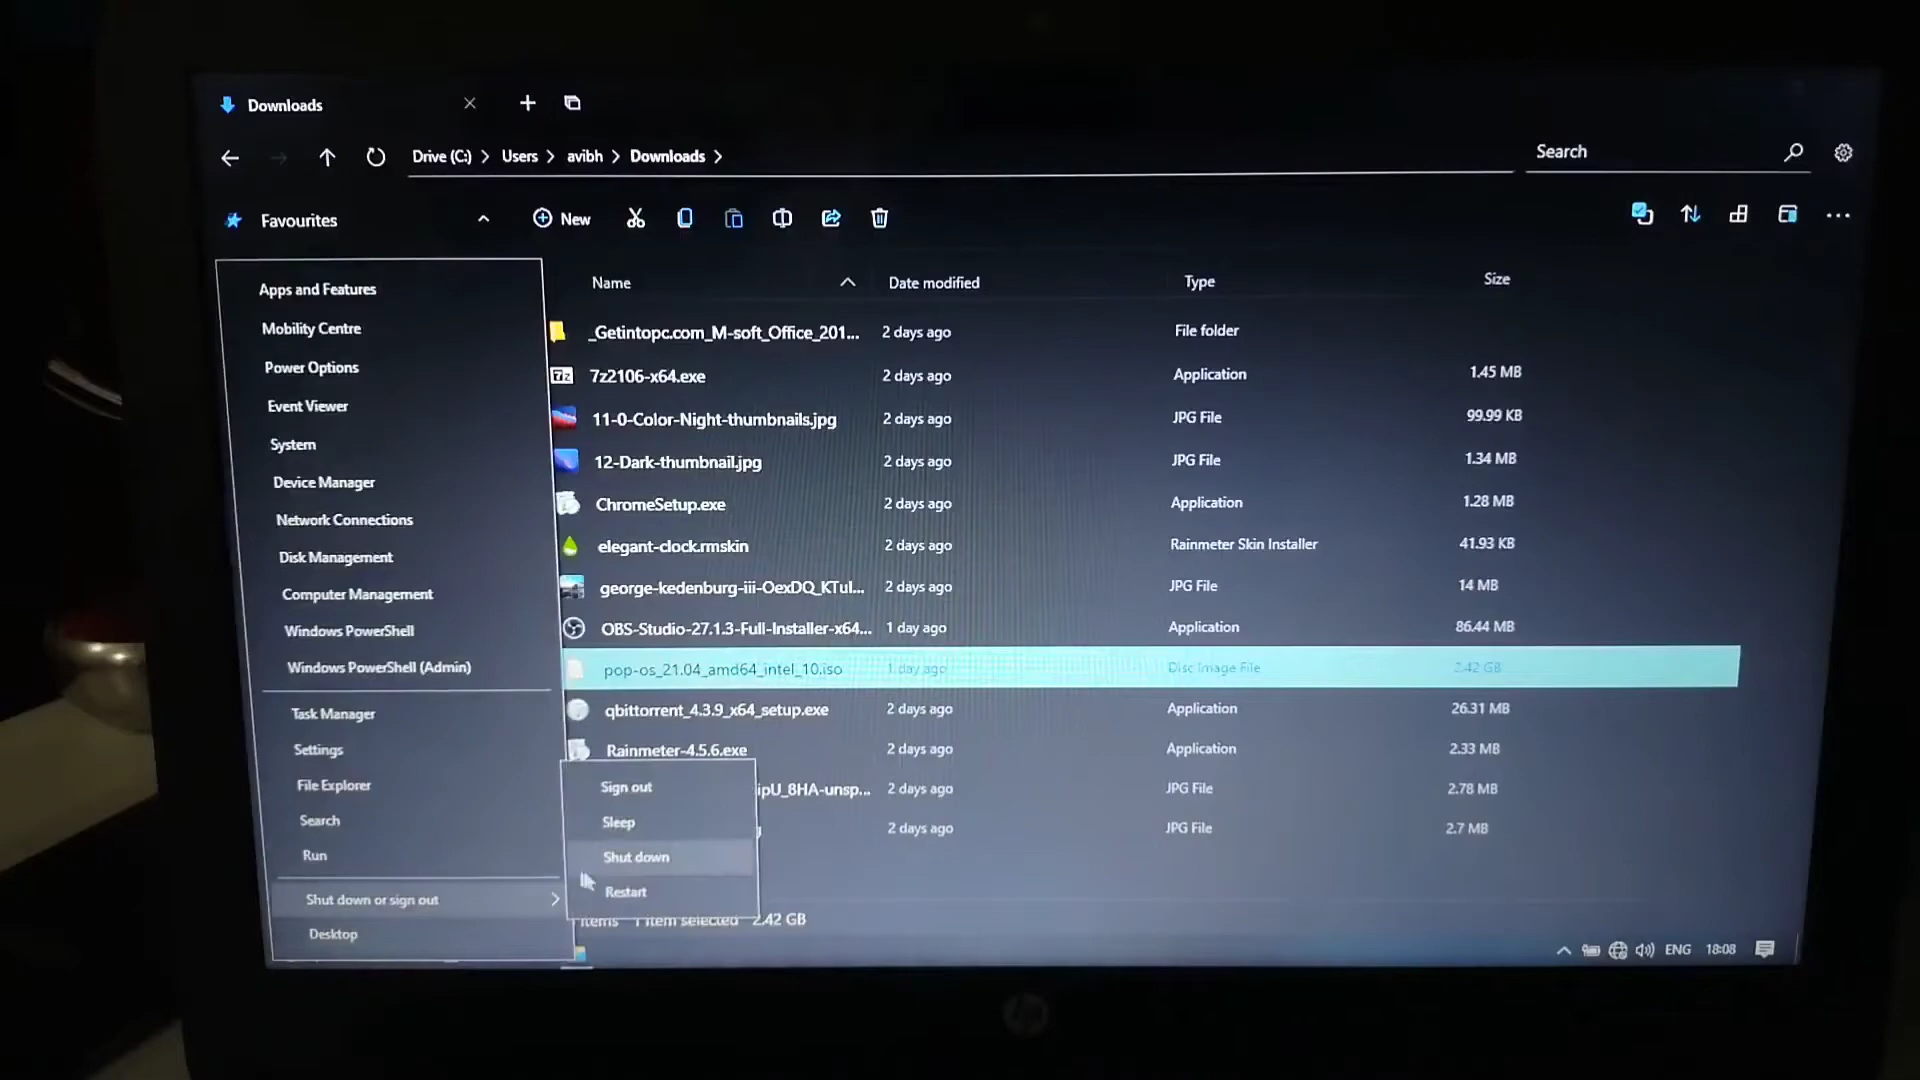 Downloads
Drive (C:) Users avibh Downloads
Search
Favourites
New
Name Date modified Type Size
_Getintopc.com_M-soft_Office_201... 2 days ago File folder
7z2106-x64.exe 2 days ago Application 1.45 MB
11-0-Color-Night-thumbnails.jpg 2 days ago JPG File 99.99 KB
12-Dark-thumbnail.jpg 2 days ago JPG File 1.34 MB
ChromeSetup.exe 2 days ago Application 1.28 MB
elegant-clock.rmskin 2 days ago Rainmeter Skin Installer 41.93 KB
george-kedenburg-iii-OexDQ_KTuI... 2 days ago JPG File 14 MB
OBS-Studio-27.1.3-Full-Installer-x64... 1 day ago Application 86.44 MB
pop-os_21.04_amd64_intel_10.iso 1 day ago Disc Image File 2.42 GB
qbittorrent_4.3.9_x64_setup.exe 2 days ago Application 26.31 MB
Rainmeter-4.5.6.exe 2 days ago Application 2.33 MB
ipU_8HA-unsp... 2 days ago JPG File 2.78 MB
2 days ago JPG File 2.7 MB
items 1 item selected 2.42 GB
Apps and Features
Mobility Centre
Power Options
Event Viewer
System
Device Manager
Network Connections
Disk Management
Computer Management
Windows PowerShell
Windows PowerShell (Admin)
Task Manager
Settings
File Explorer
Search
Run
Shut down or sign out
Desktop
Sign out
Sleep
Shut down
Restart
ENG 18:08
hp